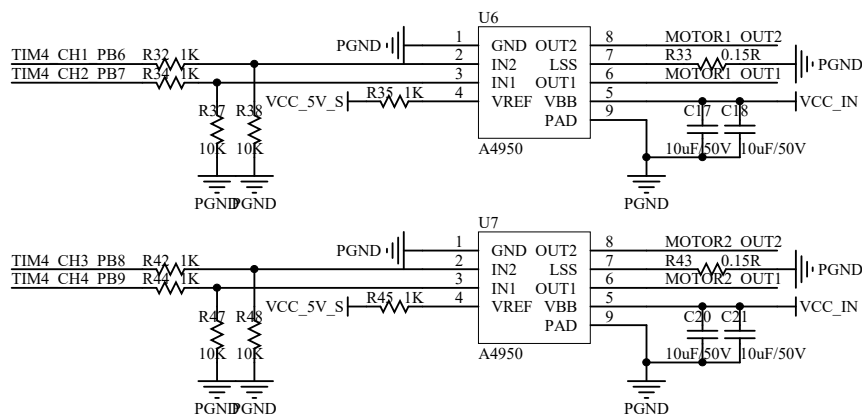 U6
PGND
1 GND OUT2 8 MOTOR1_OUT2
TIM4_CH1_PB6 R32 1K 2 IN2 LSS 7 R33 0.15R PGND
TIM4_CH2_PB7 R34 1K 3 IN1 OUT1 6 MOTOR1_OUT1
VCC_5V_S R35 1K 4 VREF VBB 5 VCC_IN
R37 R38 PAD 9 C17 C18
10K 10K A4950 10uF/50V 10uF/50V
PGND PGND PGND
U7
PGND
1 GND OUT2 8 MOTOR2_OUT2
TIM4_CH3_PB8 R42 1K 2 IN2 LSS 7 R43 0.15R PGND
TIM4_CH4_PB9 R44 1K 3 IN1 OUT1 6 MOTOR2_OUT1
VCC_5V_S R45 1K 4 VREF VBB 5 VCC_IN
R47 R48 PAD 9 C20 C21
10K 10K A4950 10uF/50V 10uF/50V
PGND PGND PGND